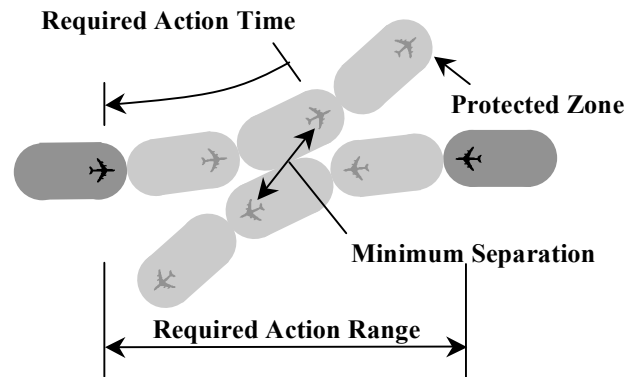 Required Action Time
Protected Zone
Minimum Separation
Required Action Range